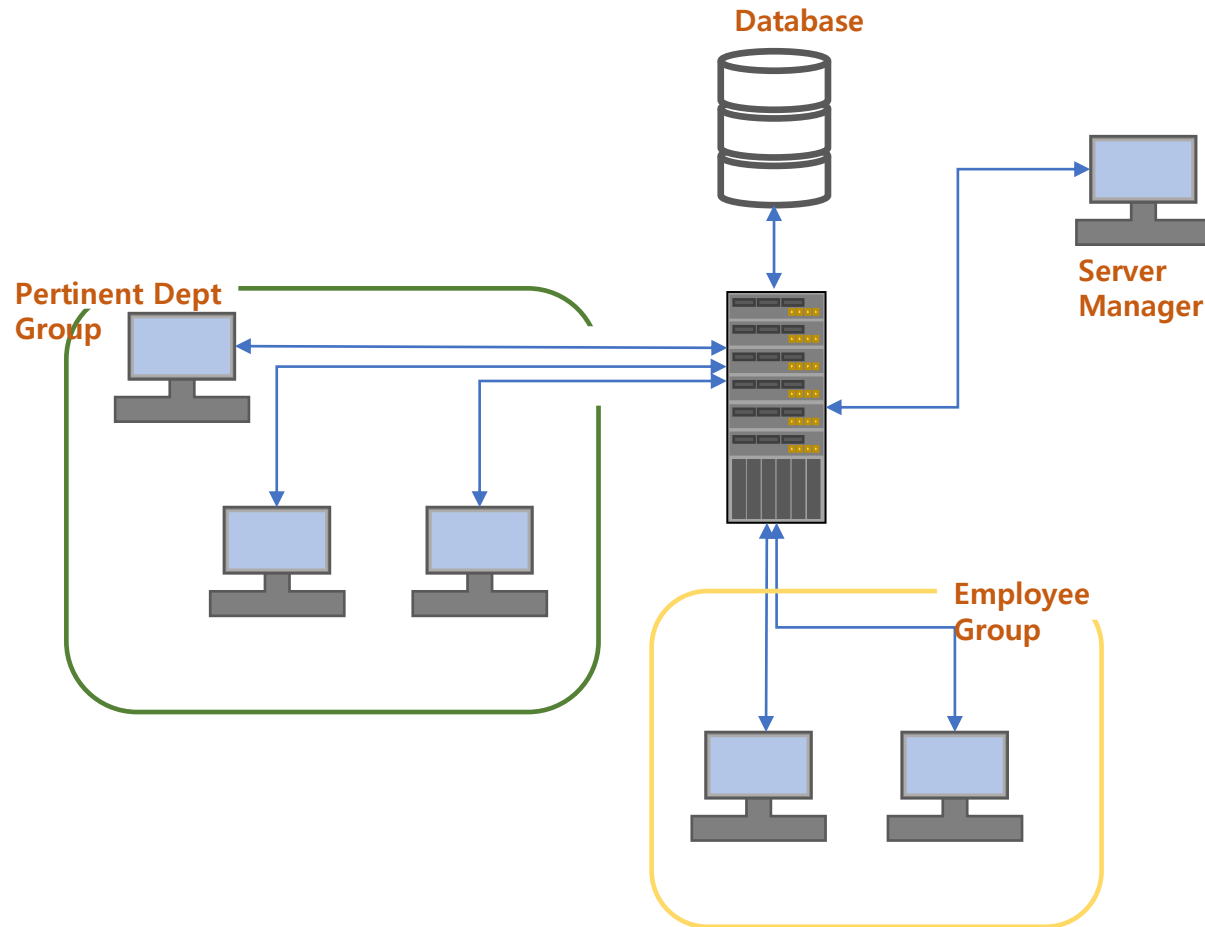 Database
Server
Manager
Pertinent Dept
Group
Employee
Group